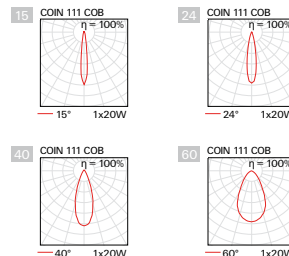 15 COIN 111 COB
η = 100%
15° 1x20W
24 COIN 111 COB
η = 100%
24° 1x20W
40 COIN 111 COB
η = 100%
40° 1x20W
60 COIN 111 COB
η = 100%
60° 1x20W